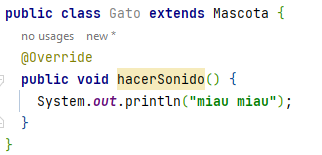 public class Gato extends Mascota {
no usages   new *
@Override
public void hacerSonido() {
System.out.println("miau miau");
}
}